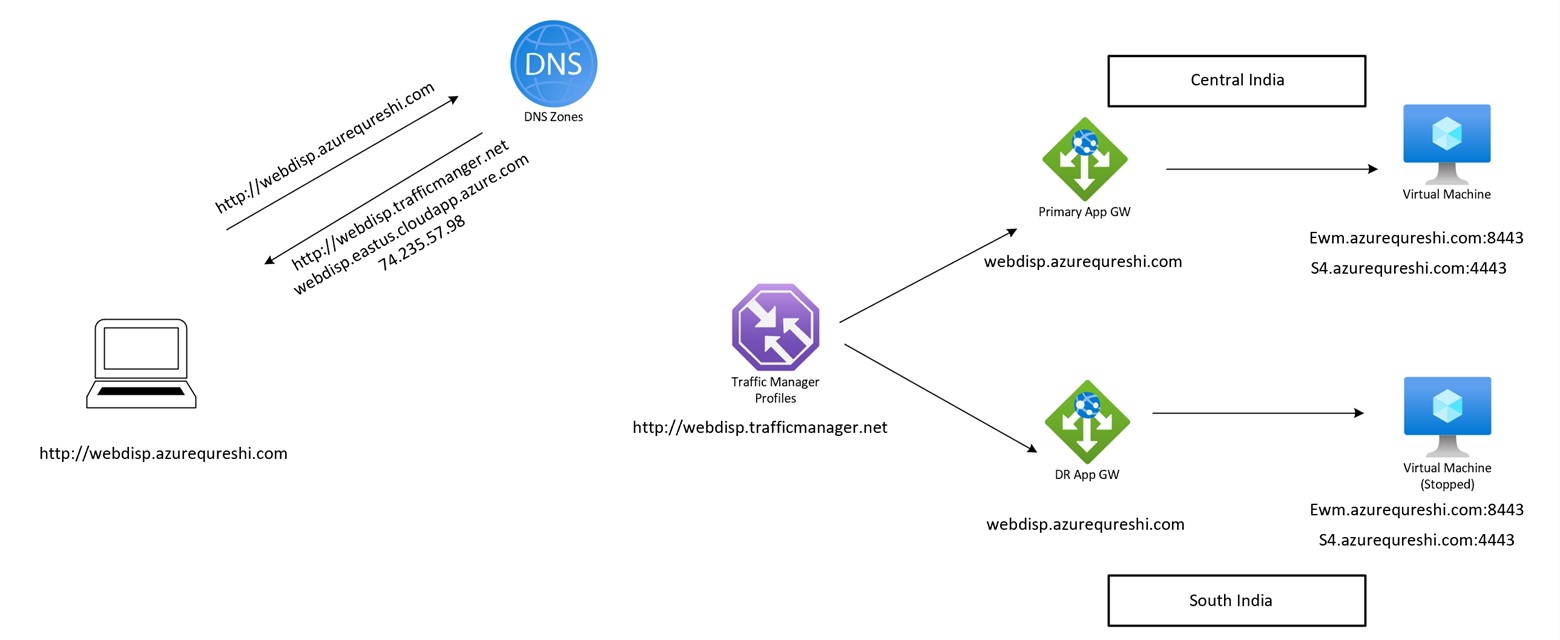 DNS
DNS Zones
http://webdisp.azurequreshi.com
http://webdisp.trafficmanger.net
webdisp.eastus.cloudapp.azure.com
74.235.57.98
http://webdisp.azurequreshi.com
Traffic Manager
Profiles
http://webdisp.trafficmanager.net
Central India
Primary App GW
webdisp.azurequreshi.com
Virtual Machine
Ewm.azurequreshi.com:8443
S4.azurequreshi.com:4443
DR App GW
webdisp.azurequreshi.com
Virtual Machine
(Stopped)
Ewm.azurequreshi.com:8443
S4.azurequreshi.com:4443
South India